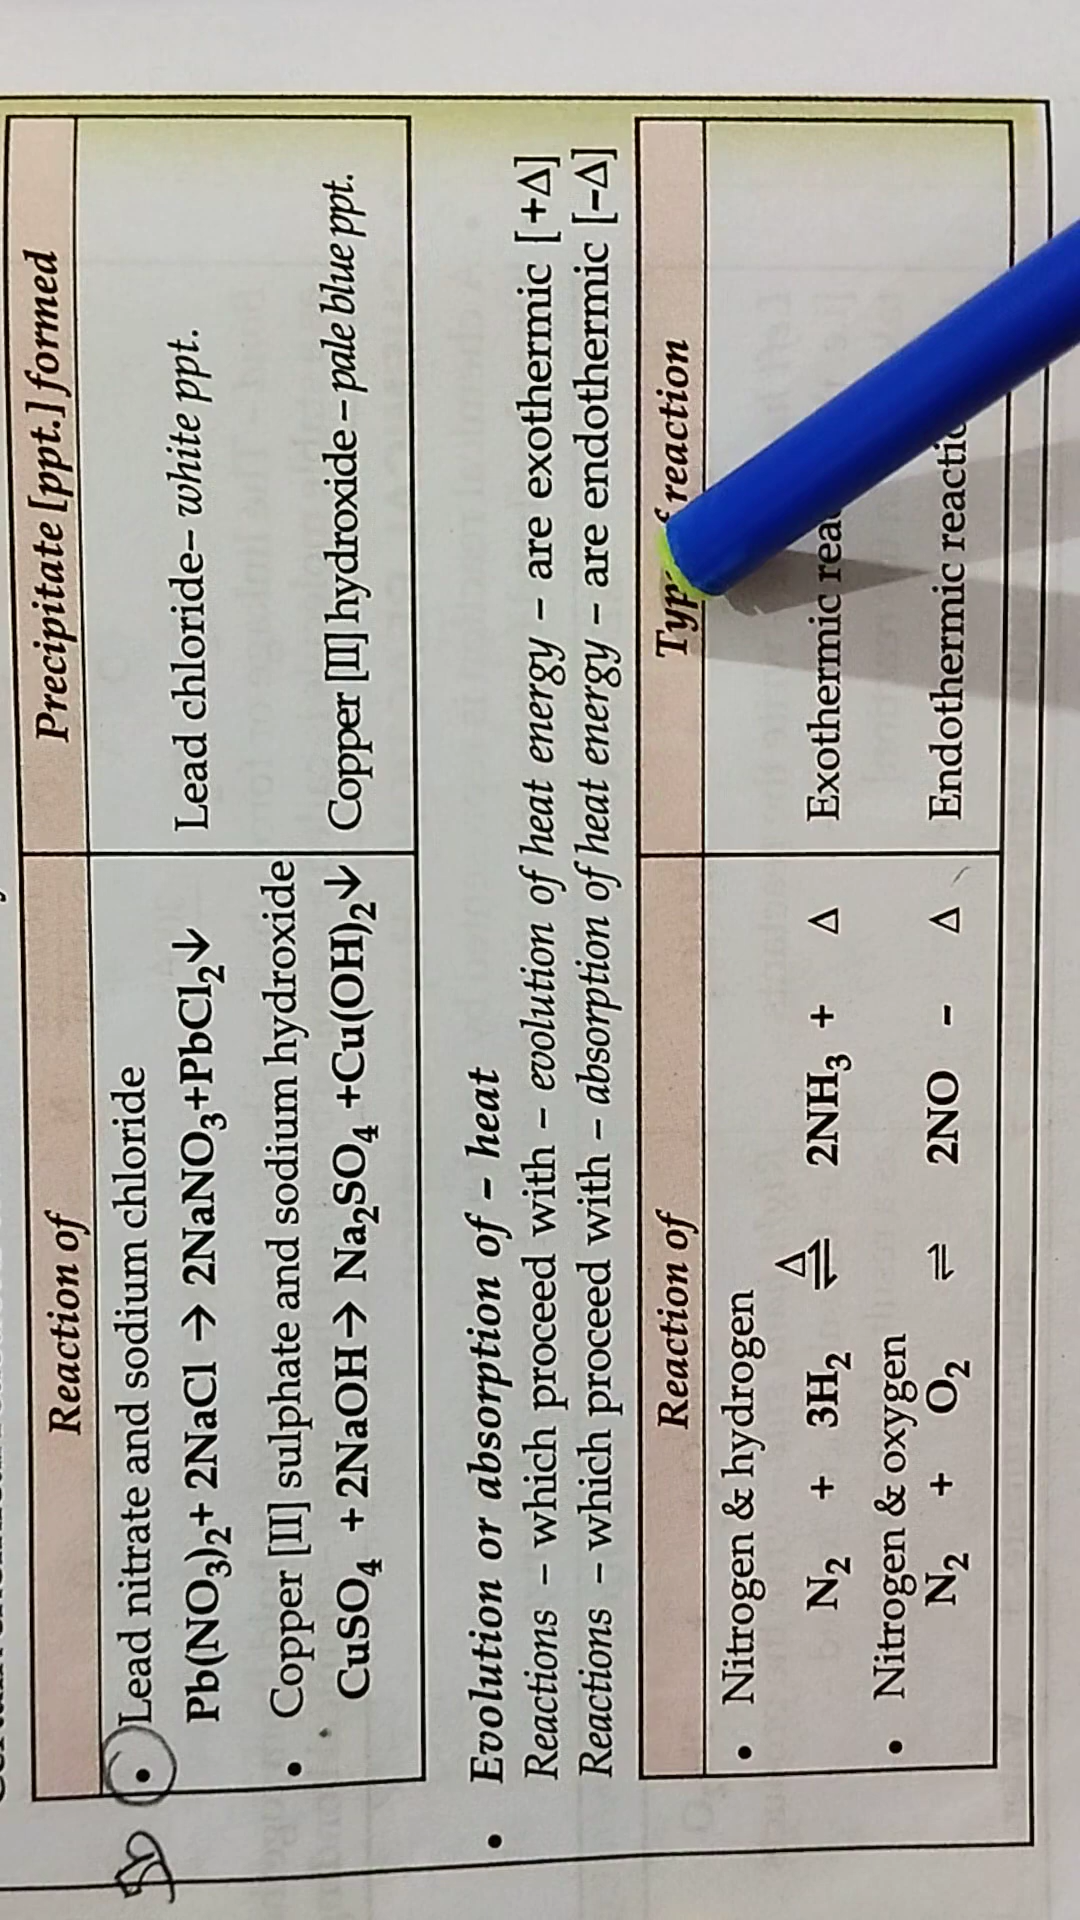 Reaction of
Precipitate [ppt.] formed
• Lead nitrate and sodium chloride
Pb(NO₃)₂ + 2NaCl → 2NaNO₃+PbCl₂↓
Lead chloride– white ppt.
• Copper [II] sulphate and sodium hydroxide
CuSO₄ + 2NaOH → Na₂SO₄ +Cu(OH)₂↓
Copper [II] hydroxide – pale blue ppt.
• Evolution or absorption of – heat
Reactions – which proceed with – evolution of heat energy – are exothermic [+Δ]
Reactions – which proceed with – absorption of heat energy – are endothermic [–Δ]
Reaction of
reaction
• Nitrogen & hydrogen
Δ
N₂ + 3H₂ ⇌ 2NH₃ + Δ
Exothermic
• Nitrogen & oxygen
N₂ + O₂ ⇌ 2NO – Δ
Endothermic